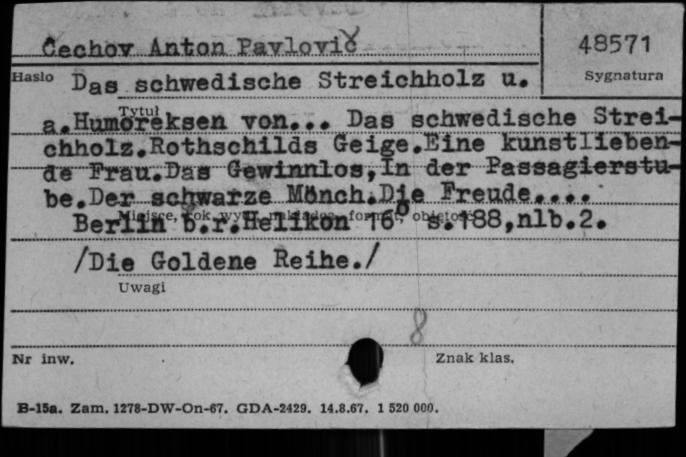 Čechov Anton Pavlovič
48571
Hasło
Sygnatura
Das schwedische Streichholz u.
Tytuł
a.Humoreksen von... Das schwedische Strei-
chholz.Rothschilds Geige.Eine kunstlieben-
de Frau.Das Gewinnlos,In der Passagierstu-
be.Der schwarze Mönch.Die Freude....
Miejsce, rok wyd., nakładca, format, objętość
Berlin b.r.Helikon 16° s.188,nlb.2.
/Die Goldene Reihe./
Uwagi
8
Nr inw.
Znak klas.
B-15a. Zam. 1278-DW-On-67. GDA-2429. 14.8.67. 1 520 000.